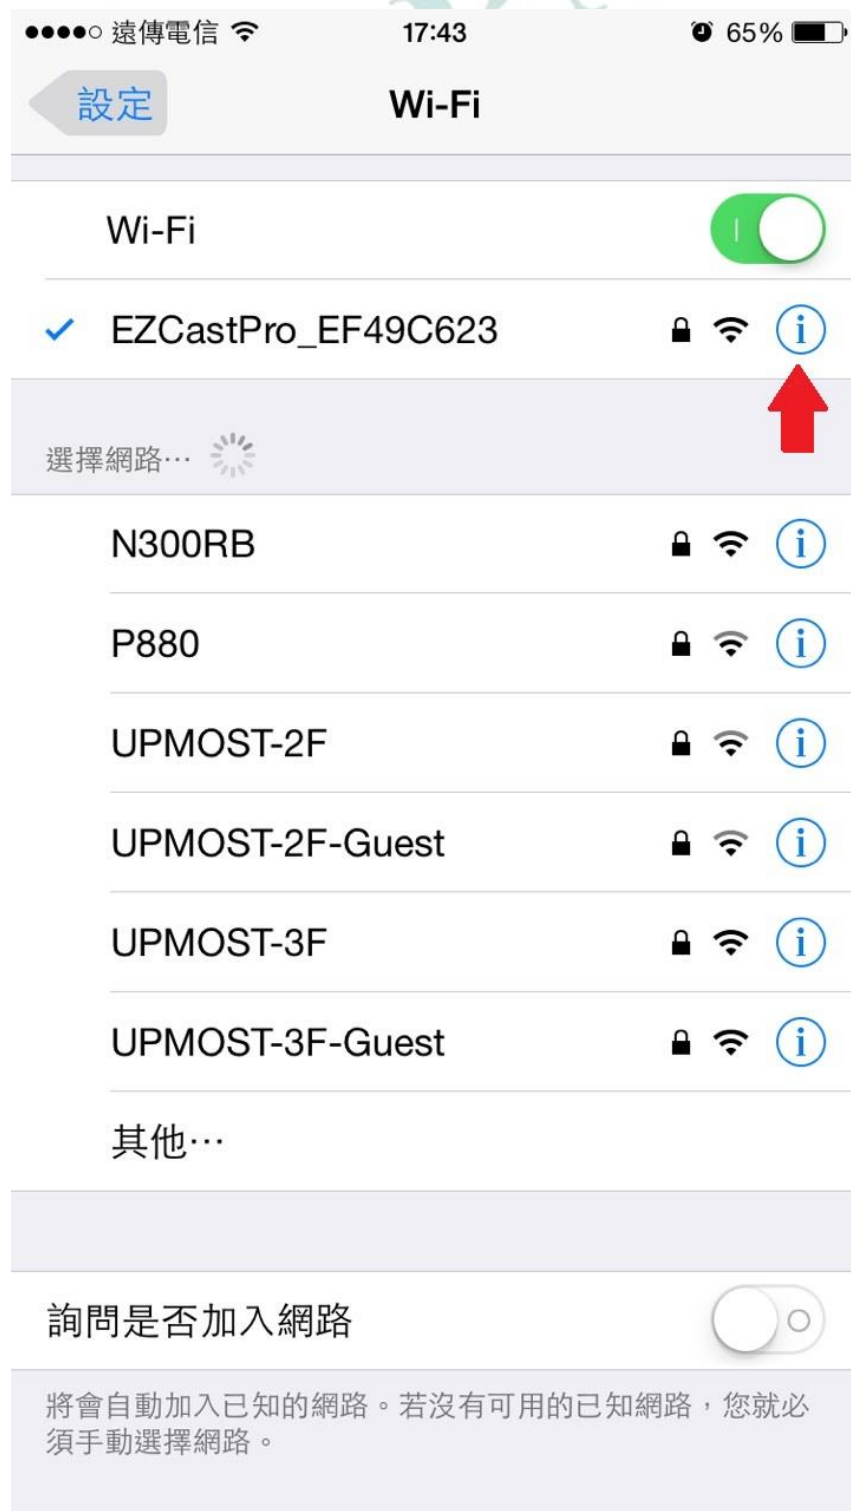 遠傳電信 17:43 65%
設定 Wi-Fi
Wi-Fi
EZCastPro_EF49C623
選擇網路⋯
N300RB
P880
UPMOST-2F
UPMOST-2F-Guest
UPMOST-3F
UPMOST-3F-Guest
其他⋯
詢問是否加入網路
將會自動加入已知的網路。若沒有可用的已知網路，您就必
須手動選擇網路。